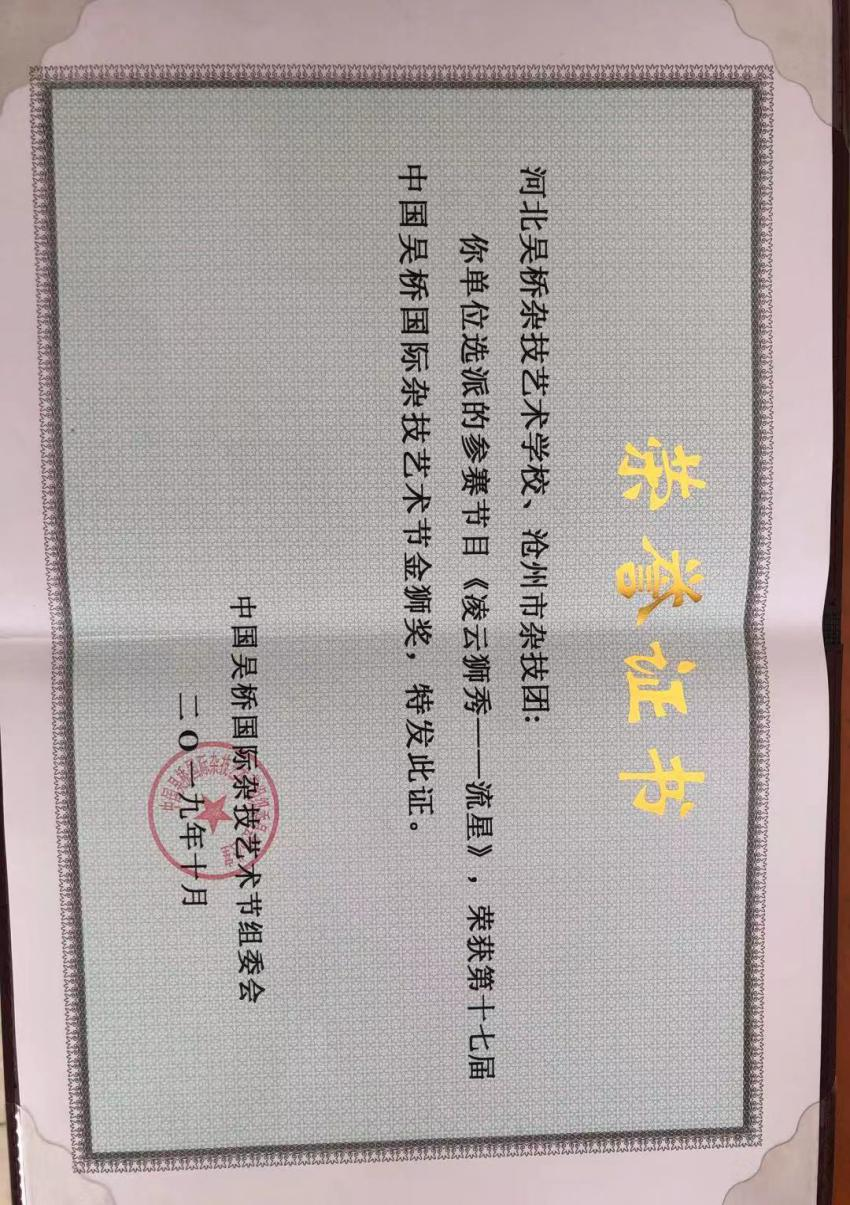 荣誉证书
河北吴桥杂技艺术学校、沧州市杂技团：
你单位选派的参赛节目《凌云狮秀——流星》，荣获第十七届
中国吴桥国际杂技艺术节金狮奖，特发此证。
中国吴桥国际杂技艺术节组委会
二〇一九年十月